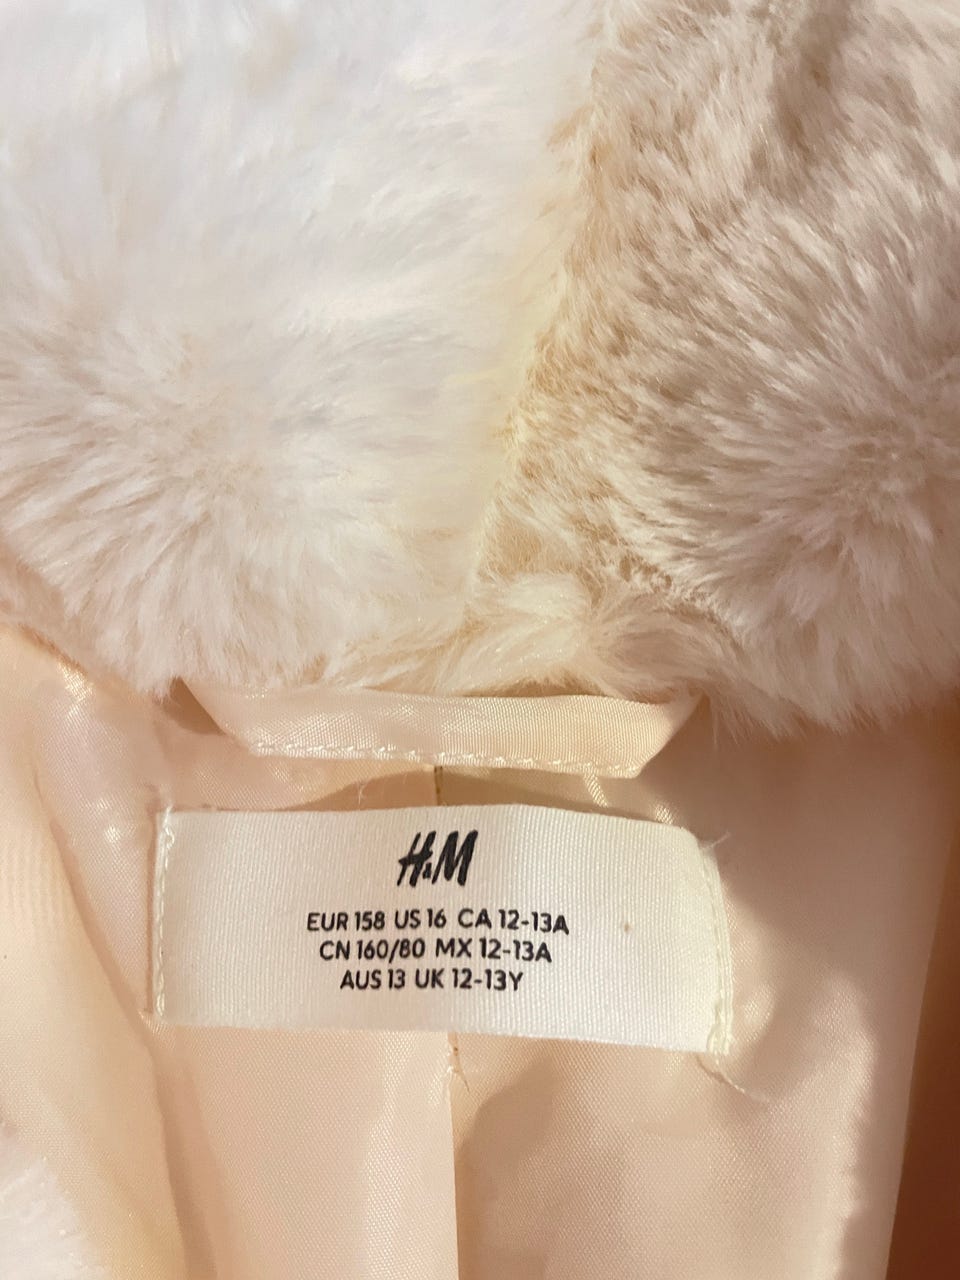 H&M
EUR 158 US 16 CA 12-13A
CN 160/80 MX 12-13A
AUS 13 UK 12-13Y